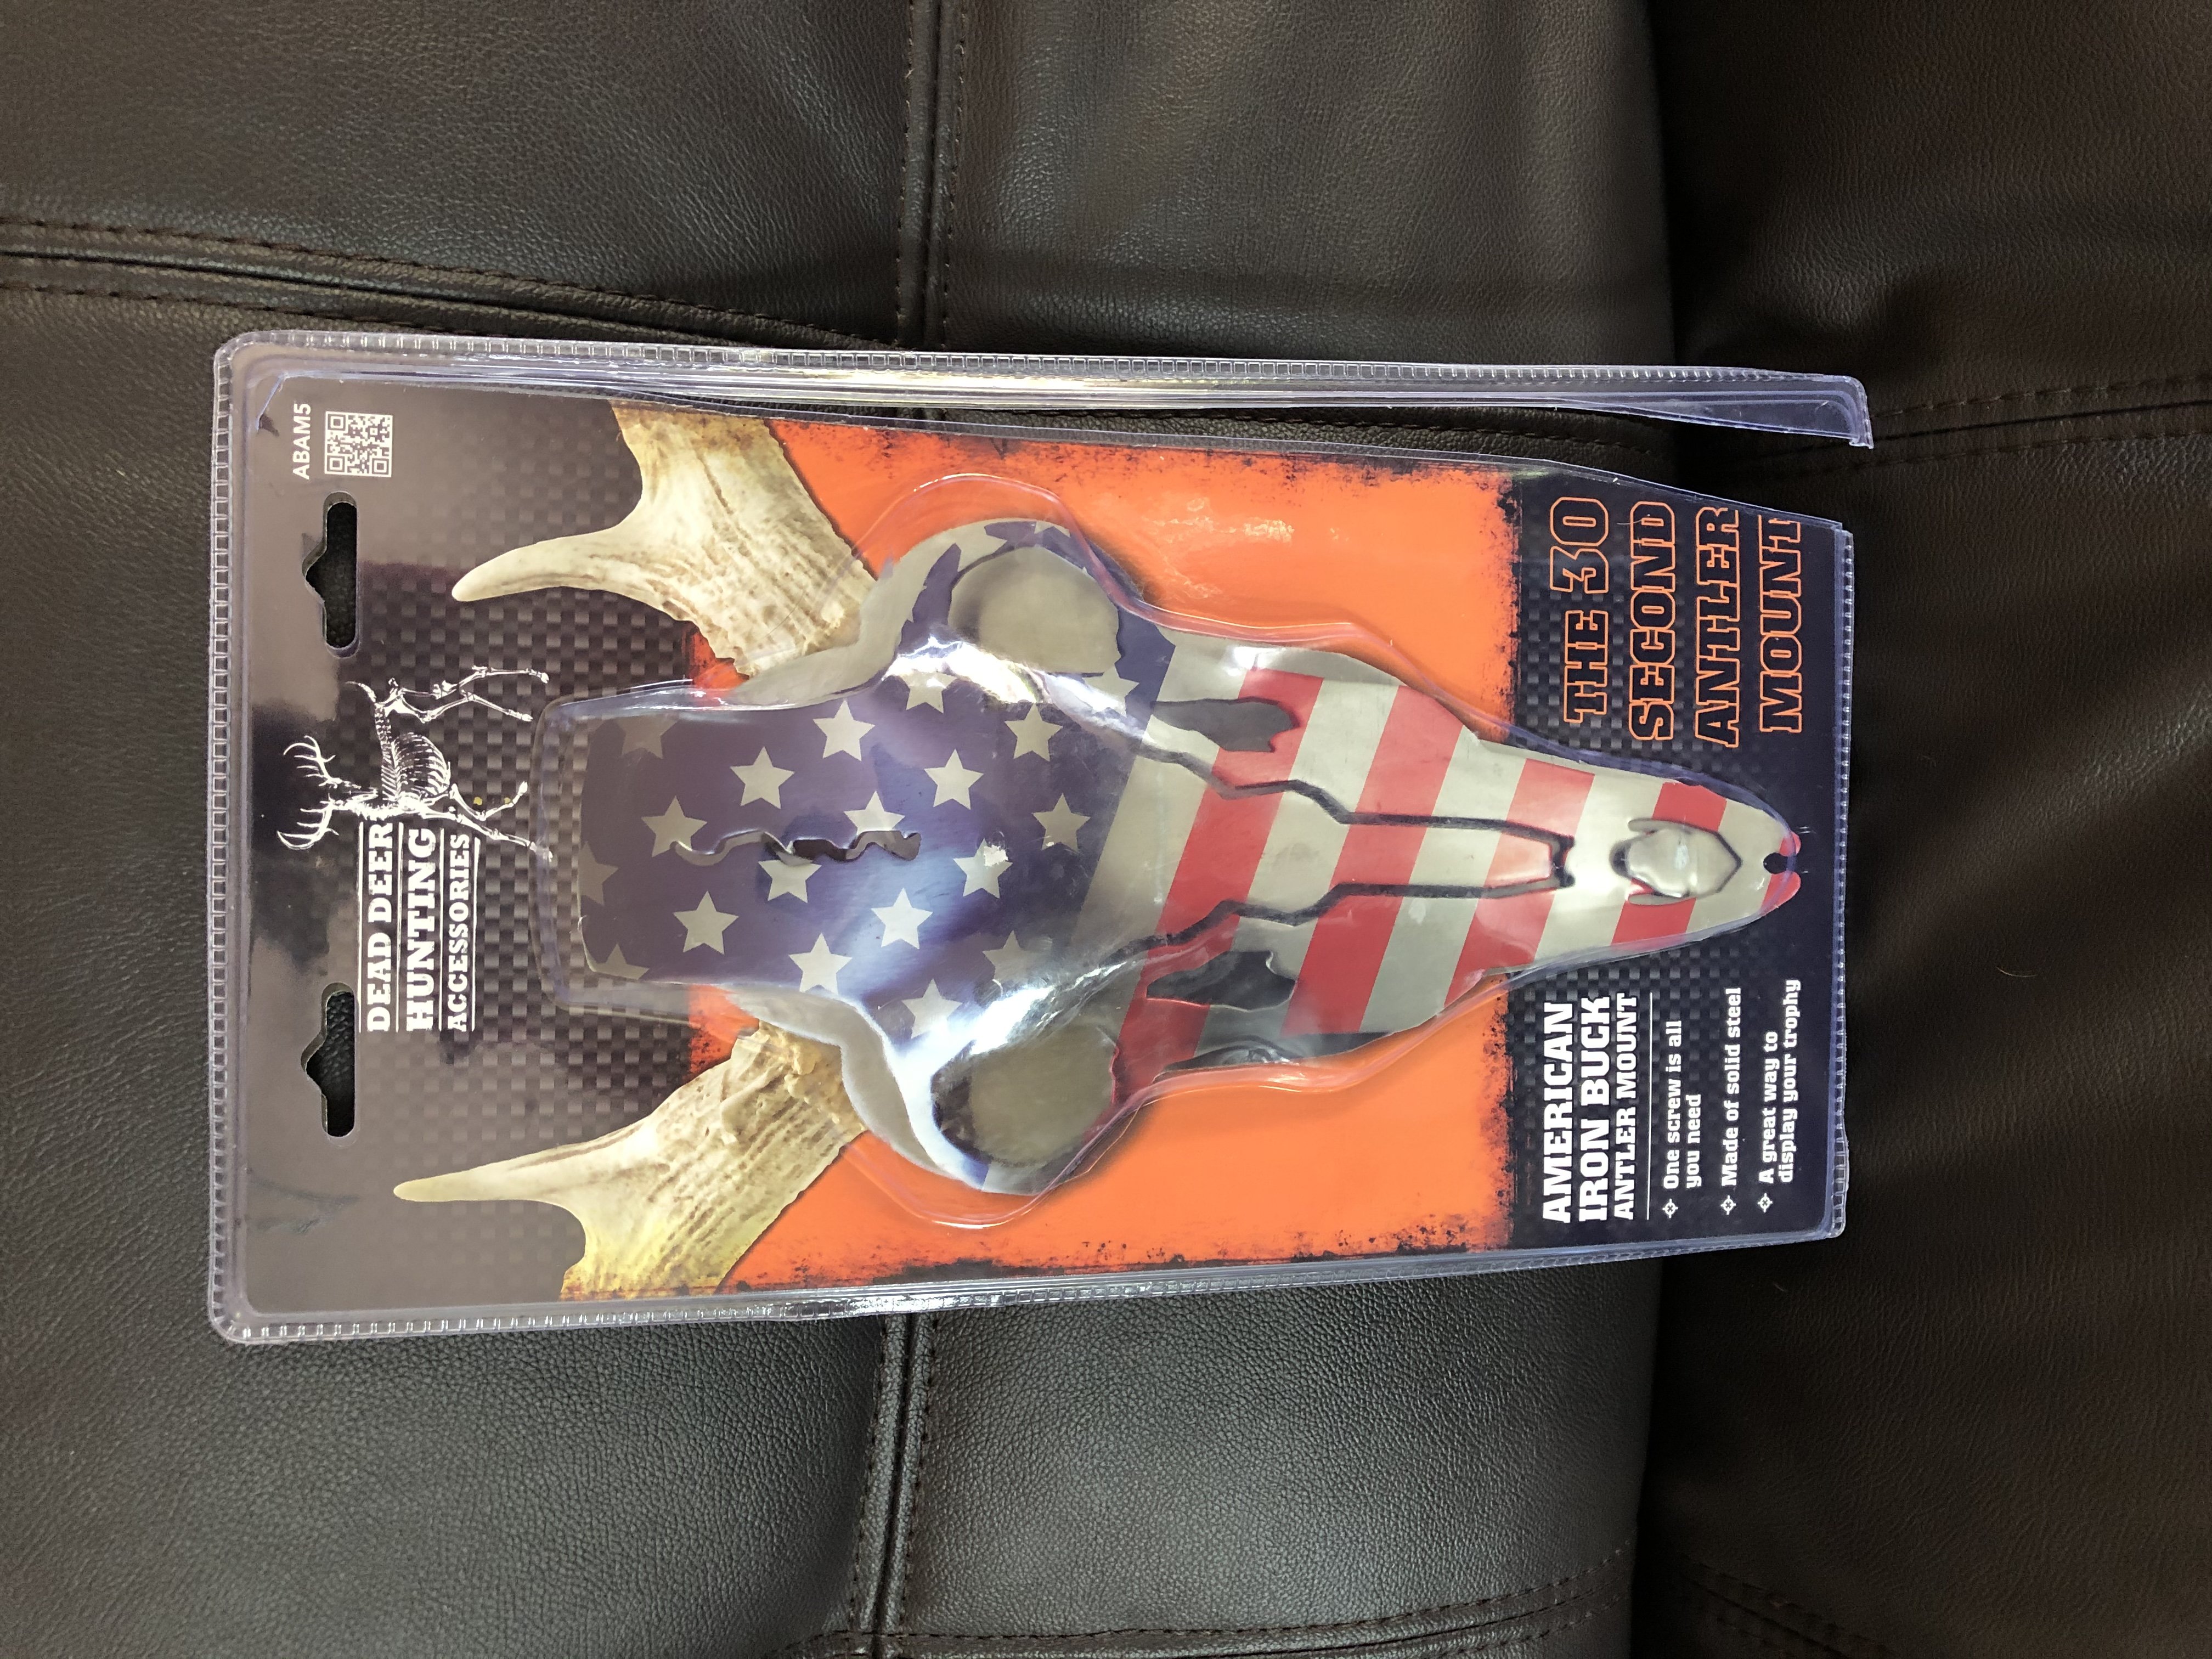 ABAM5
DEAD DEER
HUNTING
ACCESSORIES
AMERICAN
IRON BUCK
ANTLER MOUNT
One screw is all
you need
Made of solid steel
A great way to
display your trophy
THE 30
SECOND
ANTLER
MOUNT